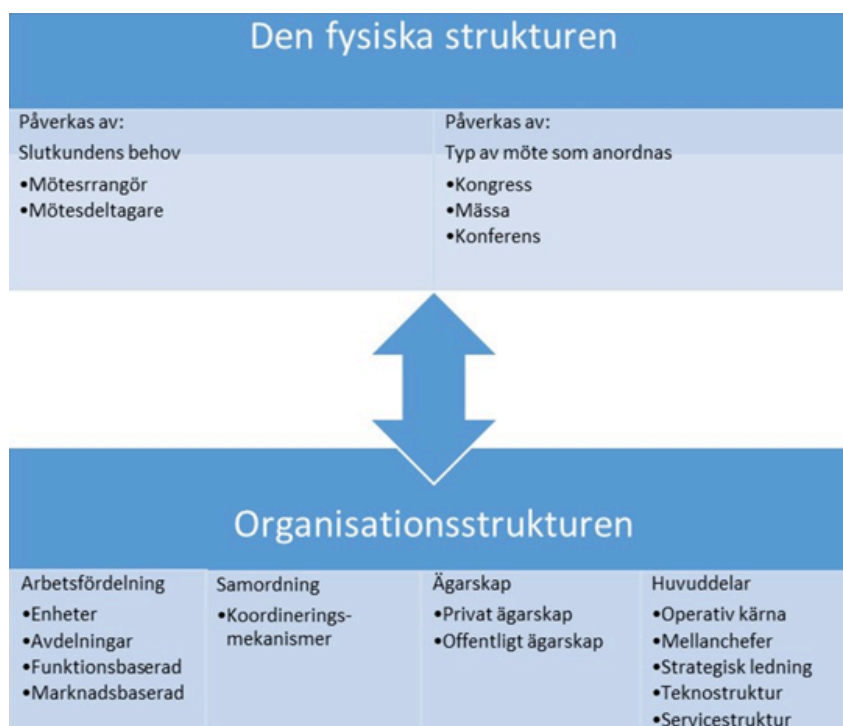 Den fysiska strukturen
Påverkas av:
Slutkundens behov
•Mötesrrangör
•Mötesdeltagare
Påverkas av:
Typ av möte som anordnas
•Kongress
•Mässa
•Konferens
Organisationsstrukturen
Arbetsfördelning
•Enheter
•Avdelningar
•Funktionsbaserad
•Marknadsbaserad
Samordning
•Koordinerings-
mekanismer
Ägarskap
•Privat ägarskap
•Offentligt ägarskap
Huvuddelar
•Operativ kärna
•Mellanchefer
•Strategisk ledning
•Teknostruktur
•Servicestruktur